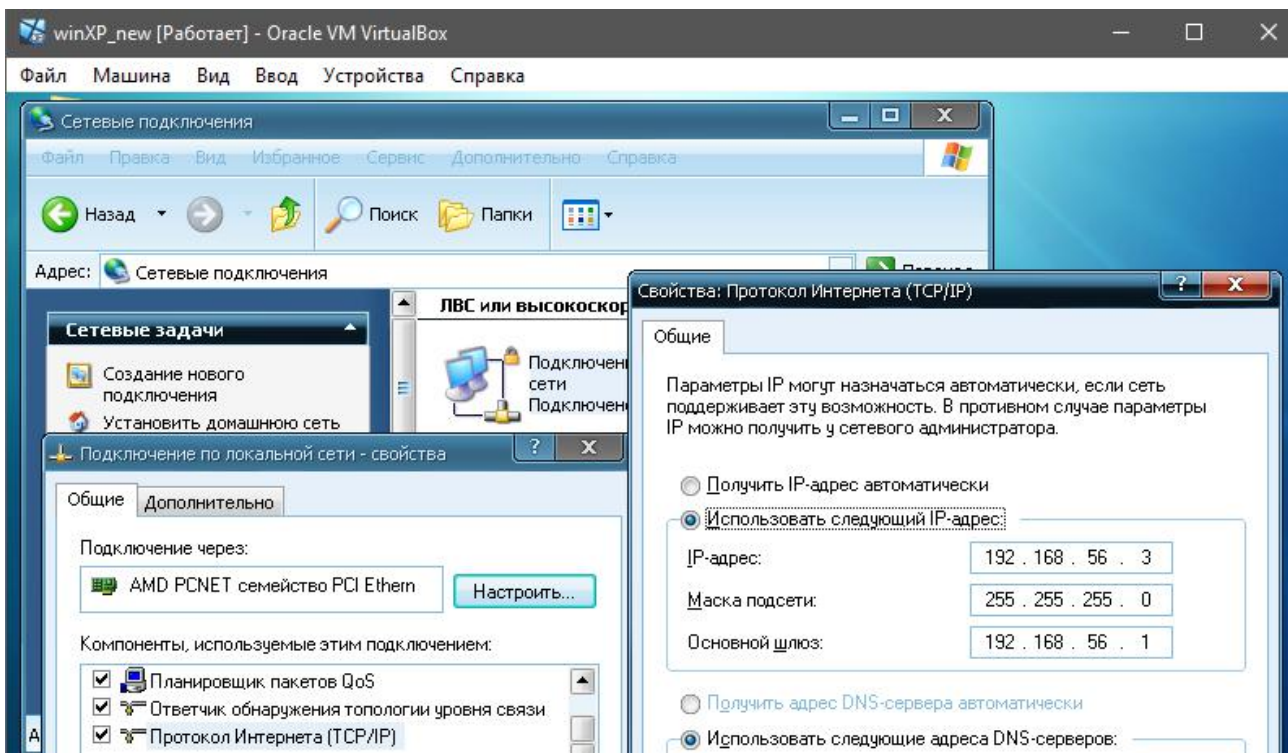 winXP_new [Работает] - Oracle VM VirtualBox
Файл Машина Вид Ввод Устройства Справка
Сетевые подключения
Файл Правка Вид Избранное Сервис Дополнительно Справка
Назад Поиск Папки
Адрес: Сетевые подключения
ЛВС или высокоскор
Сетевые задачи
Создание нового
подключения
Установить домашнюю сеть
Подключени
сети
Подключен
Подключение по локальной сети - свойства
Общие Дополнительно
Подключение через:
AMD PCNET семейство PCI Ethern
Настроить...
Компоненты, используемые этим подключением:
Планировщик пакетов QoS
Ответчик обнаружения топологии уровня связи
Протокол Интернета (TCP/IP)
Свойства: Протокол Интернета (TCP/IP)
Общие
Параметры IP могут назначаться автоматически, если сеть
поддерживает эту возможность. В противном случае параметры
IP можно получить у сетевого администратора.
Получить IP-адрес автоматически
Использовать следующий IP-адрес:
IP-адрес: 192 . 168 . 56 . 3
Маска подсети: 255 . 255 . 255 . 0
Основной шлюз: 192 . 168 . 56 . 1
Получить адрес DNS-сервера автоматически
Использовать следующие адреса DNS-серверов: